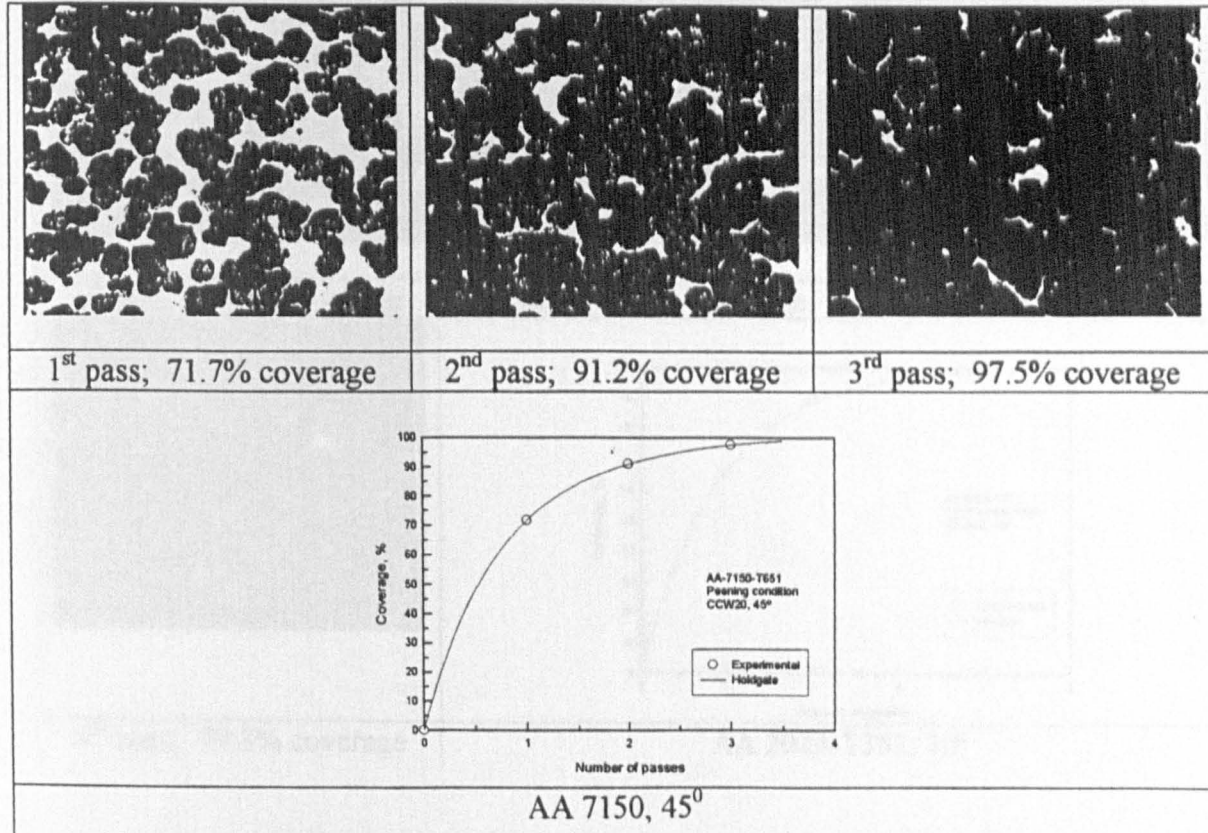 1st pass; 71.7% coverage
2nd pass; 91.2% coverage
3rd pass; 97.5% coverage
100
90
80
70
60
50
40
30
20
10
0
Coverage, %
AA-7150-T651
Peening condition
CCW20, 45º
Experimental
Holdgate
0
1
2
3
4
Number of passes
AA 7150, 45⁰